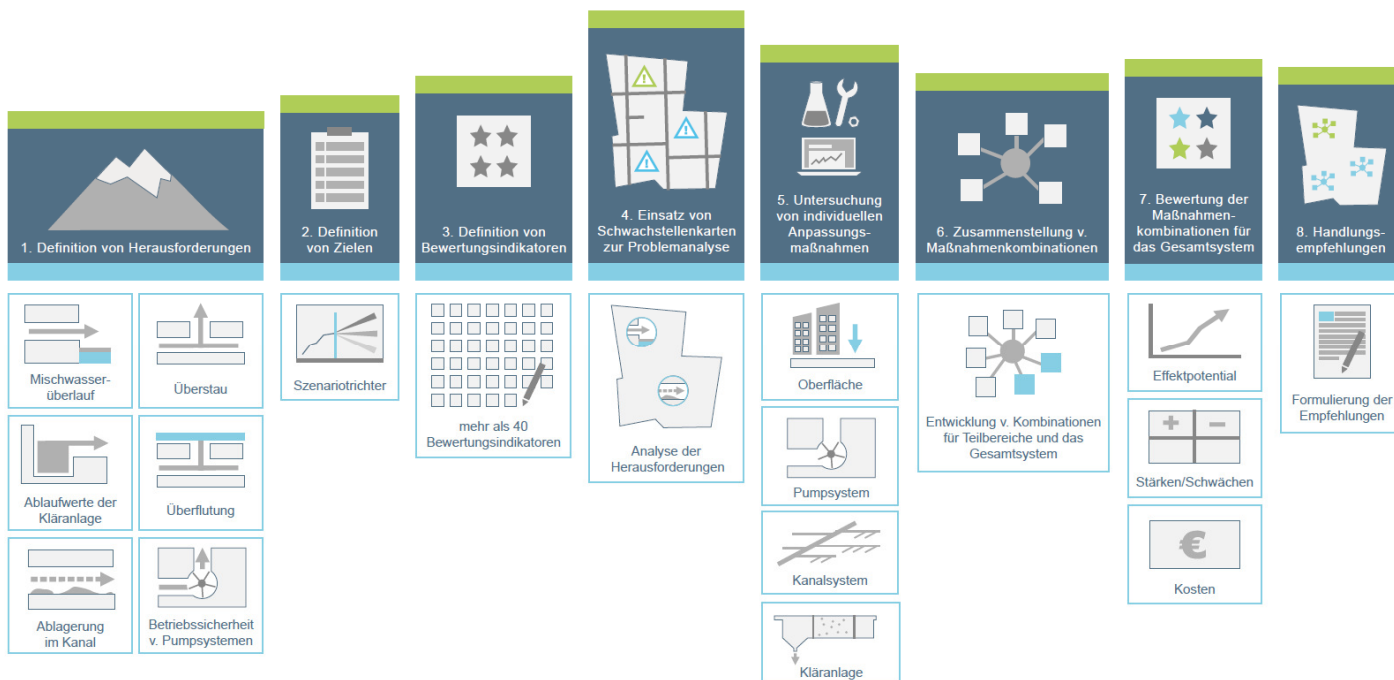 1. Definition von Herausforderungen
Mischwasser-
überlauf
Überstau
Ablaufwerte der
Kläranlage
Überflutung
Ablagerung
im Kanal
Betriebssicherheit
v. Pumpsystemen
2. Definition
von Zielen
Szenariotrichter
3. Definition von
Bewertungsindikatoren
mehr als 40
Bewertungsindikatoren
4. Einsatz von
Schwachstellenkarten
zur Problemanalyse
Analyse der
Herausforderungen
5. Untersuchung
von individuellen
Anpassungs-
maßnahmen
Oberfläche
Pumpsystem
Kanalsystem
Kläranlage
6. Zusammenstellung v.
Maßnahmenkombinationen
Entwicklung v. Kombinationen
für Teilbereiche und das
Gesamtsystem
7. Bewertung der
Maßnahmen-
kombinationen für
das Gesamtsystem
Effektpotential
+ −
Stärken/Schwächen
€
Kosten
8. Handlungs-
empfehlungen
Formulierung der
Empfehlungen